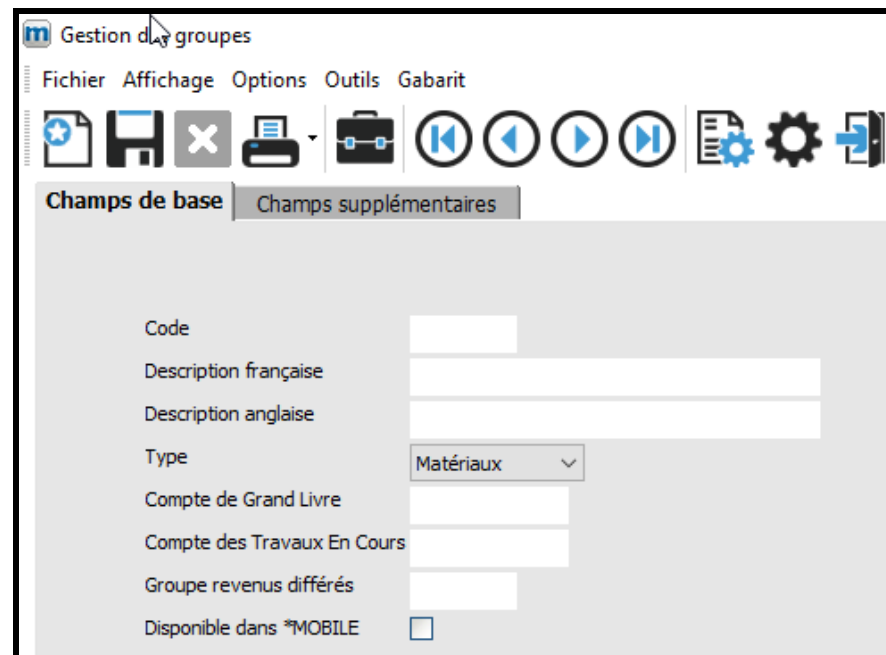 m Gestion de groupes
Fichier Affichage Options Outils Gabarit
Champs de base Champs supplémentaires
Code
Description française
Description anglaise
Type Matériaux
Compte de Grand Livre
Compte des Travaux En Cours
Groupe revenus différés
Disponible dans *MOBILE